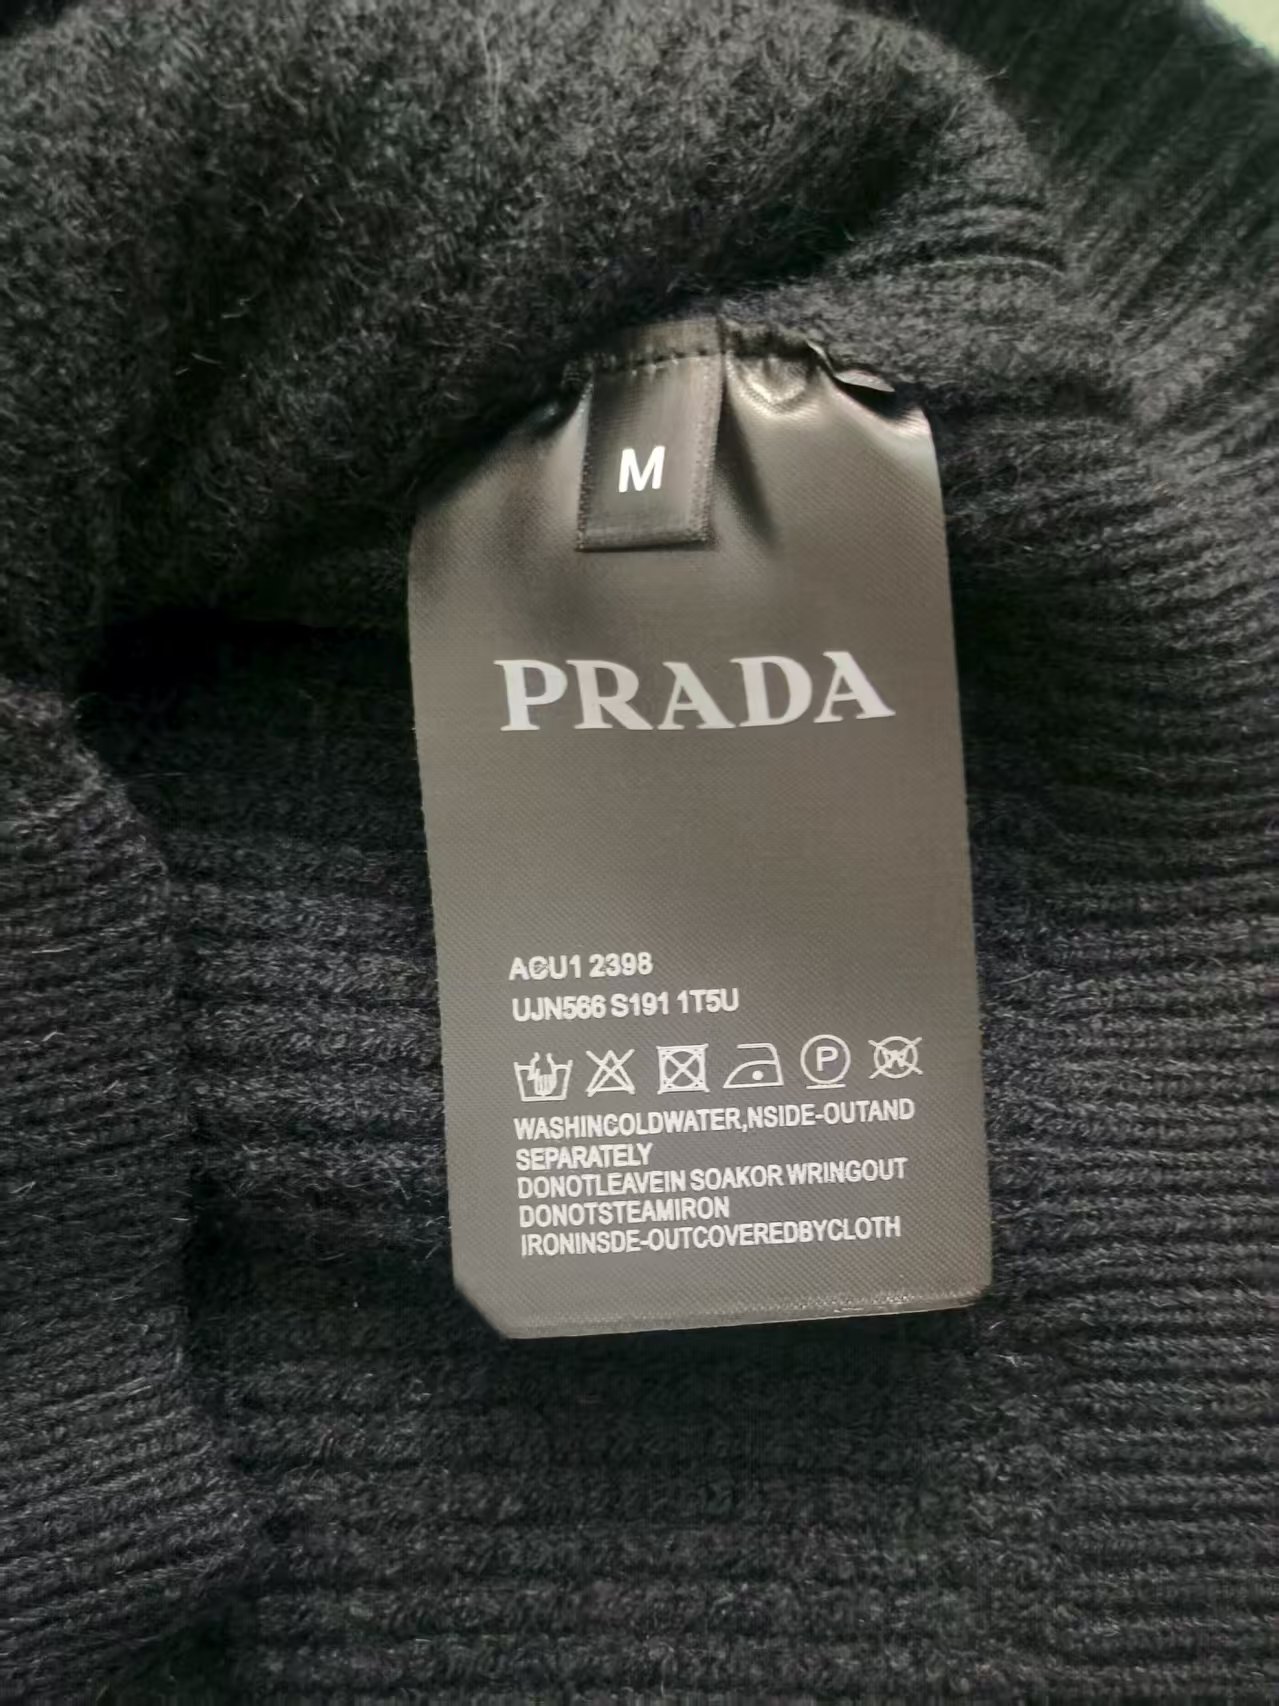 M
PRADA
ACU1 2398
UJN566 S191 1T5U
P
W
WASHINCOLDWATER,NSIDE-OUTAND
SEPARATELY
DONOTLEAVEIN SOAKOR WRINGOUT
DONOTSTEAMIRON
IRONINSDE-OUTCOVEREDBYCLOTH